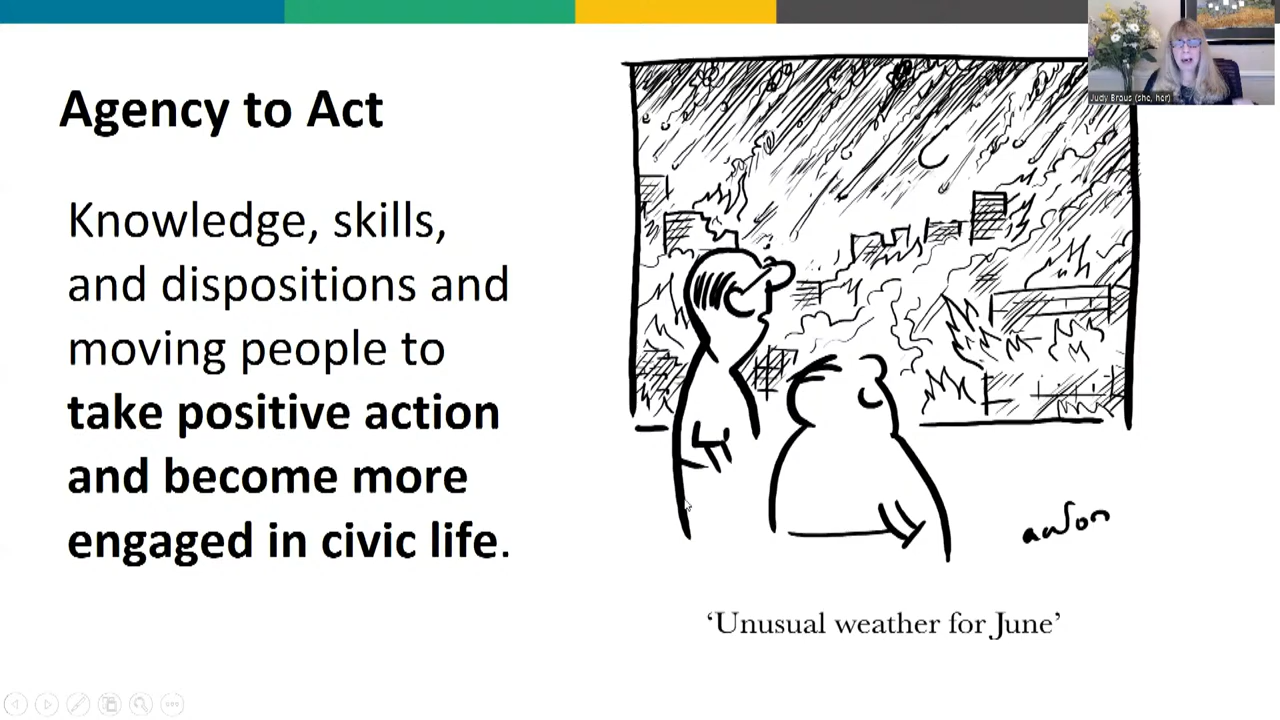 Agency to Act
Knowledge, skills,
and dispositions and
moving people to
take positive action
and become more
engaged in civic life.
Judy Braus (she, her)
aaron
'Unusual weather for June'